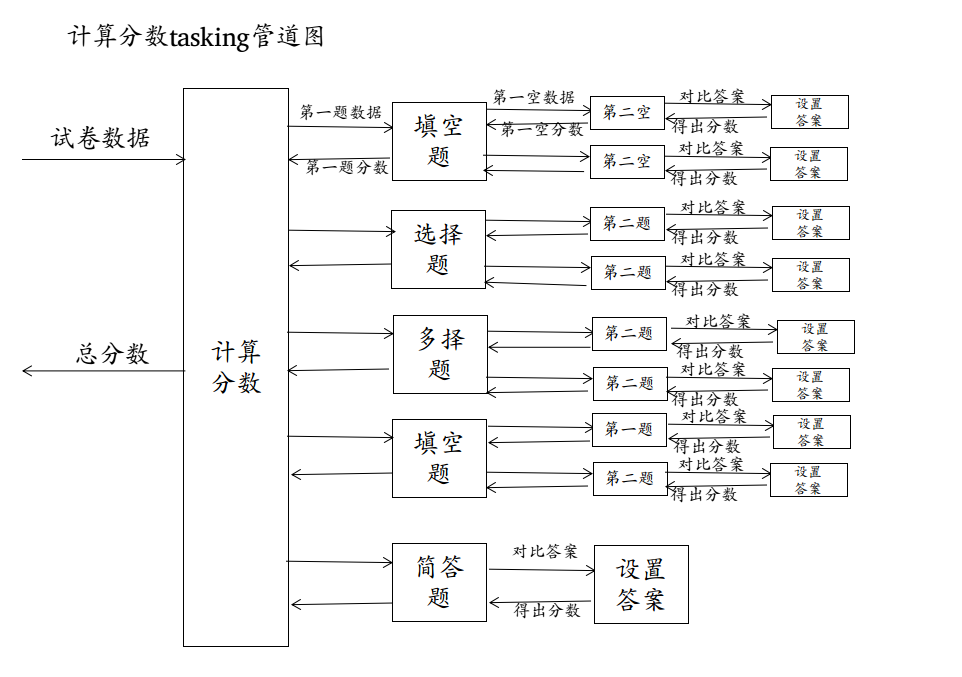 计算分数tasking管道图
试卷数据
总分数
计算
分数
第一题数据
第一题分数
填空
题
第一空数据
第一空分数
第二空
对比答案
得出分数
设置
答案
第二空
对比答案
得出分数
设置
答案
选择
题
第二题
对比答案
得出分数
设置
答案
第二题
对比答案
得出分数
设置
答案
多择
题
第二题
对比答案
得出分数
设置
答案
第二题
对比答案
得出分数
设置
答案
填空
题
第一题
对比答案
得出分数
设置
答案
第二题
对比答案
得出分数
设置
答案
简答
题
对比答案
得出分数
设置
答案